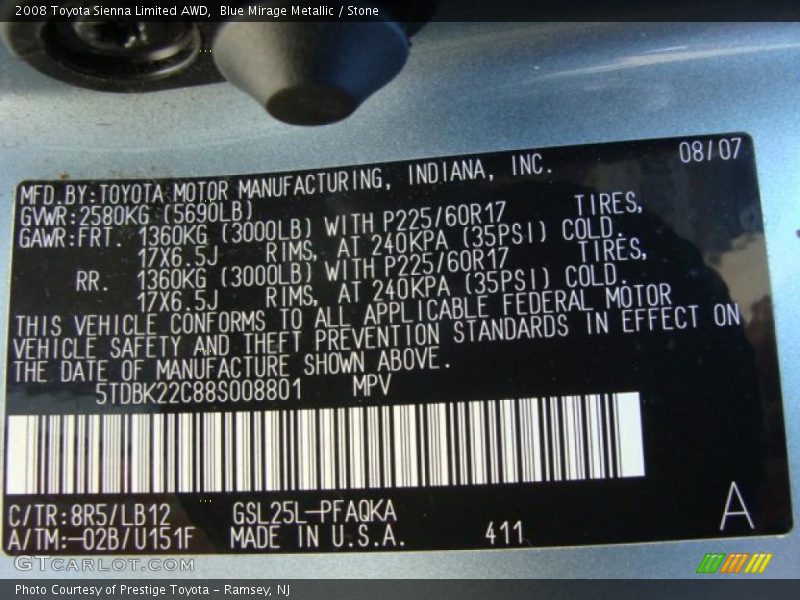 2008 Toyota Sienna Limited AWD,  Blue Mirage Metallic / Stone
08/07
MFD.BY:TOYOTA MOTOR MANUFACTURING, INDIANA, INC.
GVWR:2580KG (5690LB)
GAWR:FRT. 1360KG (3000LB) WITH P225/60R17 TIRES,
17X6.5J RIMS, AT 240KPA (35PSI) COLD.
RR. 1360KG (3000LB) WITH P225/60R17 TIRES,
17X6.5J RIMS, AT 240KPA (35PSI) COLD.
THIS VEHICLE CONFORMS TO ALL APPLICABLE FEDERAL MOTOR
VEHICLE SAFETY AND THEFT PREVENTION STANDARDS IN EFFECT ON
THE DATE OF MANUFACTURE SHOWN ABOVE.
5TDBK22C88S008801 MPV
C/TR:8R5/LB12 GSL25L-PFAQKA
A/TM:-02B/U151F MADE IN U.S.A. 411 A
GTCARLOT.COM
Photo Courtesy of Prestige Toyota - Ramsey, NJ